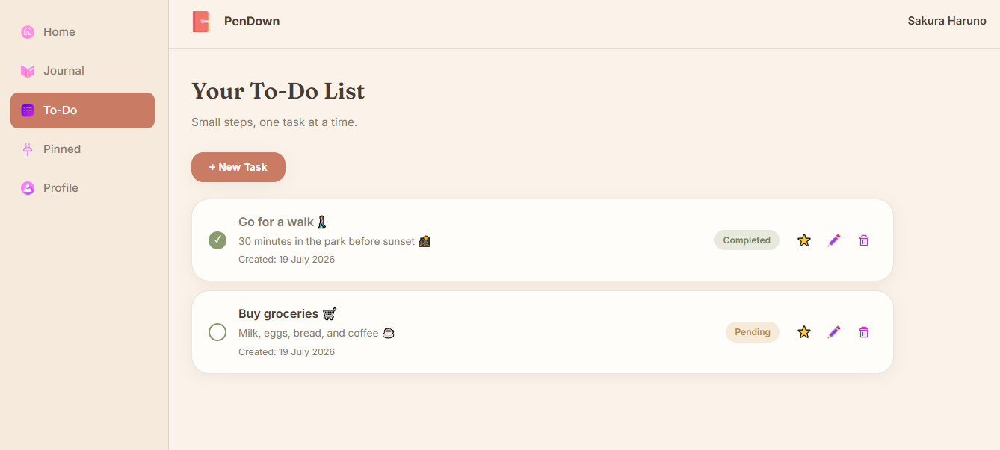 Home
Journal
To-Do
Pinned
Profile
PenDown
Sakura Haruno
Your To-Do List
Small steps, one task at a time.
+ New Task
Go for a walk
30 minutes in the park before sunset
Created: 19 July 2026
Completed
Buy groceries
Milk, eggs, bread, and coffee
Created: 19 July 2026
Pending